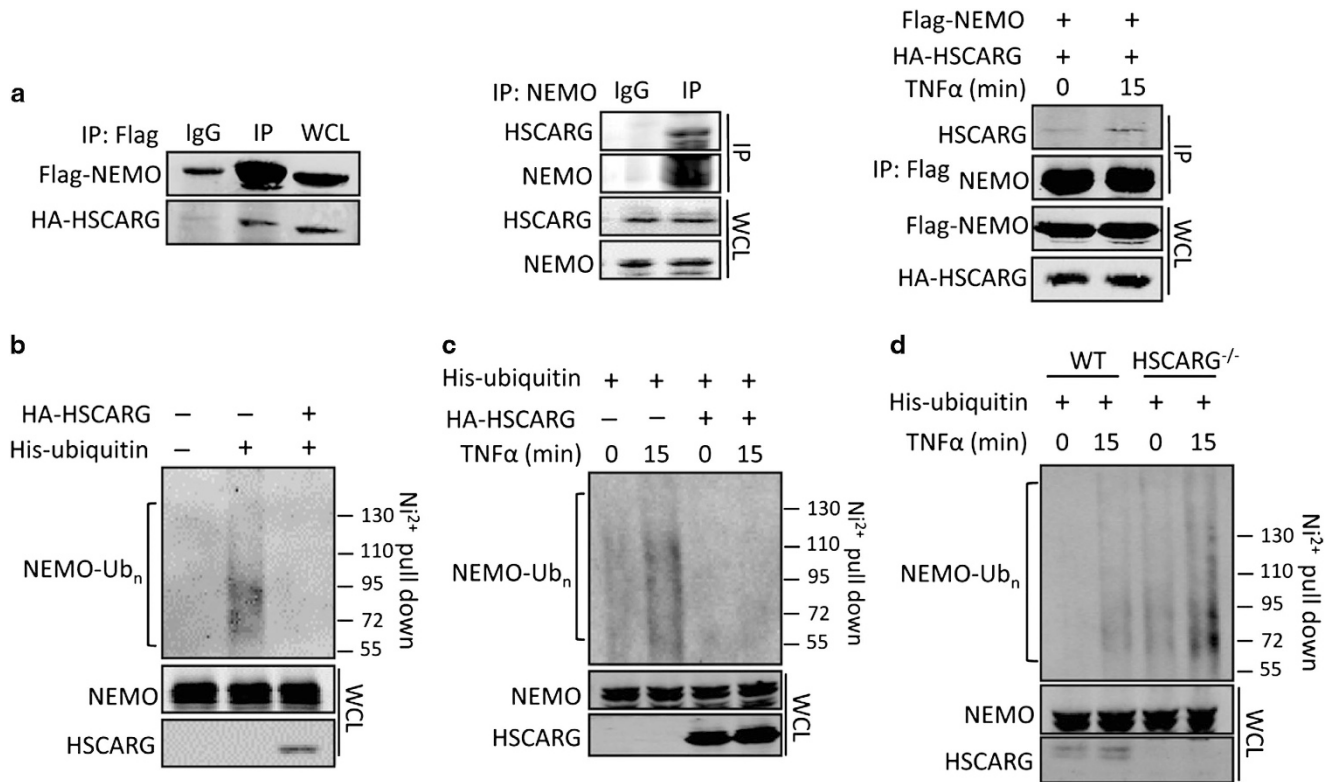 a
IP: Flag IgG IP WCL
Flag-NEMO
HA-HSCARG
IP: NEMO IgG IP
HSCARG
NEMO
IP
HSCARG
NEMO
WCL
Flag-NEMO + +
HA-HSCARG + +
TNFα (min) 0 15
HSCARG
IP: Flag NEMO
IP
Flag-NEMO
HA-HSCARG
WCL
b
HA-HSCARG – – +
His-ubiquitin – + +
NEMO-Ubn
130
110
95
72
55
Ni2+ pull down
NEMO
HSCARG
WCL
c
His-ubiquitin + + + +
HA-HSCARG – – + +
TNFα (min) 0 15 0 15
NEMO-Ubn
130
110
95
72
55
Ni2+ pull down
NEMO
HSCARG
WCL
d
WT HSCARG-/-
His-ubiquitin + + + +
TNFα (min) 0 15 0 15
NEMO-Ubn
130
110
95
72
55
Ni2+ pull down
NEMO
HSCARG
WCL